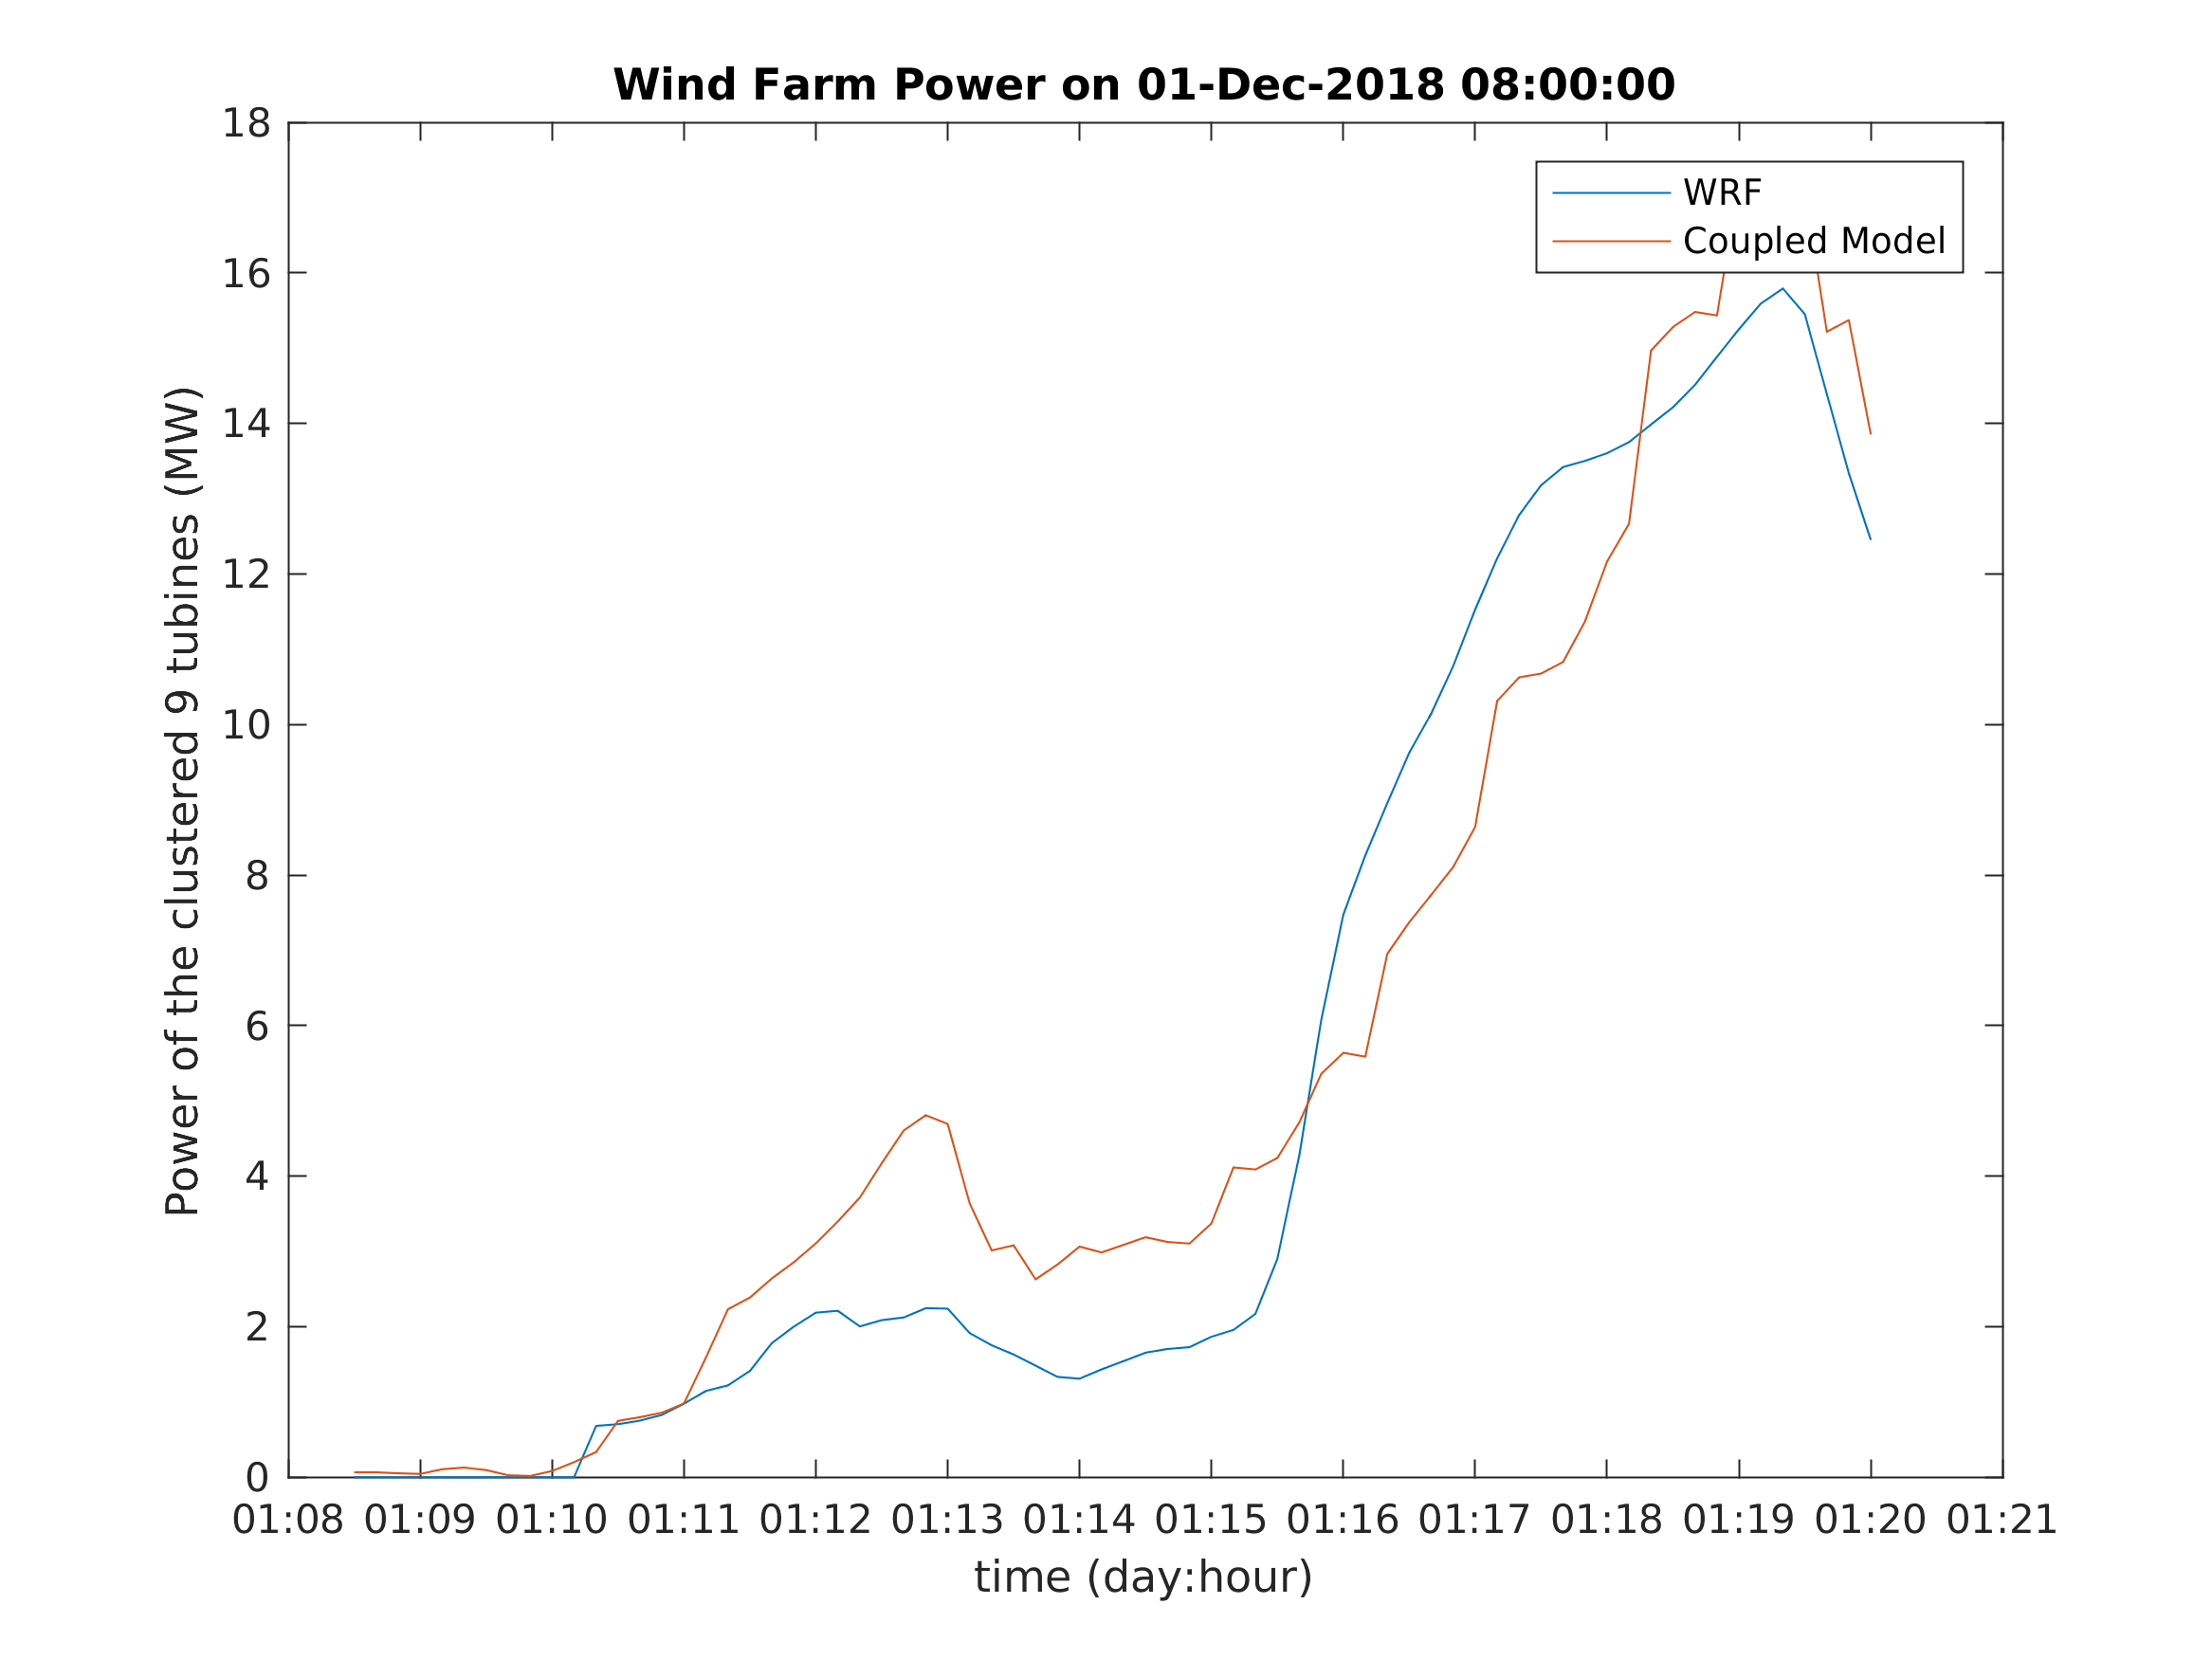 Wind Farm Power on 01-Dec-2018 08:00:00
WRF
Coupled Model
18
16
14
12
10
8
6
4
2
0
Power of the clustered 9 tubines (MW)
01:08 01:09 01:10 01:11 01:12 01:13 01:14 01:15 01:16 01:17 01:18 01:19 01:20 01:21
time (day:hour)